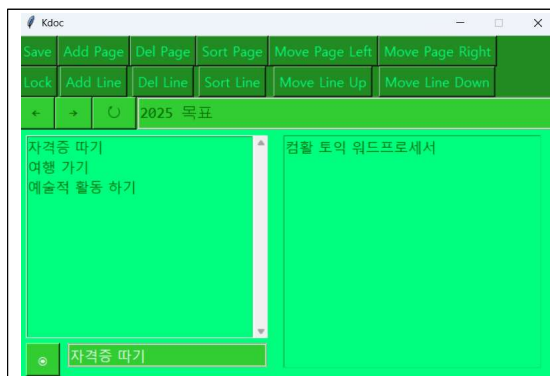 Kdoc
Save Add Page Del Page Sort Page Move Page Left Move Page Right
Lock Add Line Del Line Sort Line Move Line Up Move Line Down
← → ↻ 2025 목표
자격증 따기
여행 가기
예술적 활동 하기
컴활 토익 워드프로세서
자격증 따기